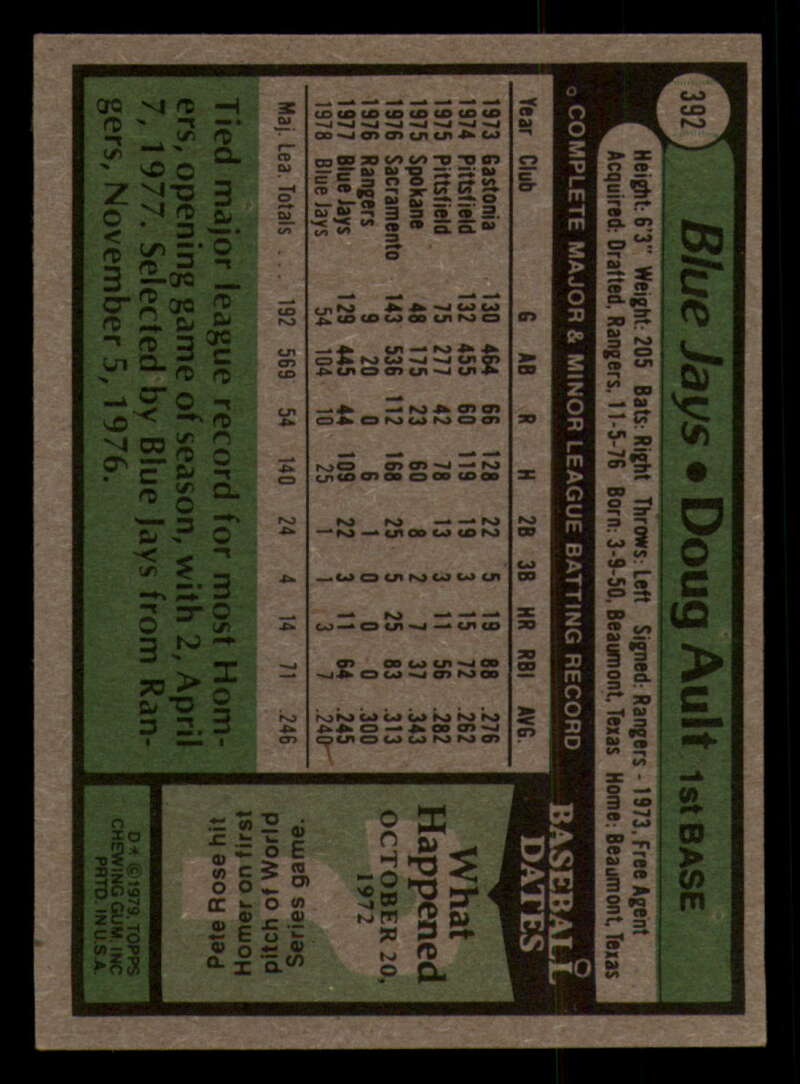 392
Blue Jays • Doug Ault 1st BASE
Height: 6'3" Weight: 205 Bats: Right Throws: Left Signed: Rangers - 1973, Free Agent
Acquired: Drafted, Rangers, 11-5-76 Born: 3-9-50, Beaumont, Texas Home: Beaumont, Texas
COMPLETE MAJOR & MINOR LEAGUE BATTING RECORD
Year Club G AB R H 2B 3B HR RBI AVG.
1973 Gastonia 130 464 66 128 22 5 19 88 .276
1974 Pittsfield 132 455 60 119 19 3 15 72 .262
1975 Pittsfield 75 277 42 78 13 3 11 56 .282
1975 Spokane 48 175 23 60 8 2 7 37 .343
1976 Sacramento 143 536 112 168 25 5 25 83 .313
1976 Rangers 9 20 0 6 1 0 0 0 .300
1977 Blue Jays 129 445 44 109 22 3 11 64 .245
1978 Blue Jays 54 104 10 25 1 1 3 7 .240
Maj. Lea. Totals . . . 192 569 54 140 24 4 14 71 .246
Tied major league record for most Hom-
ers, opening game of season, with 2, April
7, 1977. Selected by Blue Jays from Ran-
gers, November 5, 1976.
BASEBALL
DATES
What
Happened
OCTOBER 20,
1972
Pete Rose hit
Homer on first
pitch of World
Series game.
D* ©1979, TOPPS
CHEWING GUM INC
PRTD. IN U.S.A.